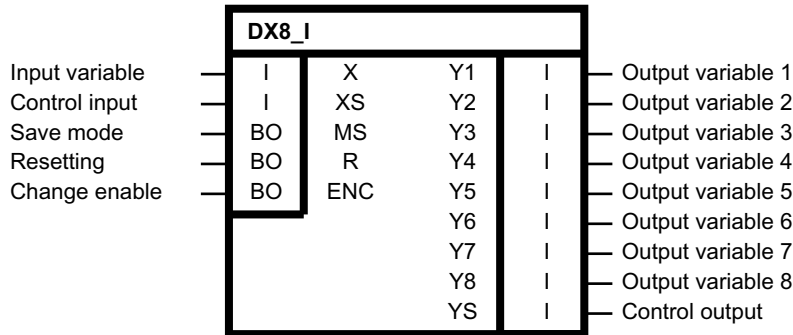 DX8_I
Input variable I X Y1 I Output variable 1
Control input I XS Y2 I Output variable 2
Save mode BO MS Y3 I Output variable 3
Resetting BO R Y4 I Output variable 4
Change enable BO ENC Y5 I Output variable 5
Y6 I Output variable 6
Y7 I Output variable 7
Y8 I Output variable 8
YS I Control output